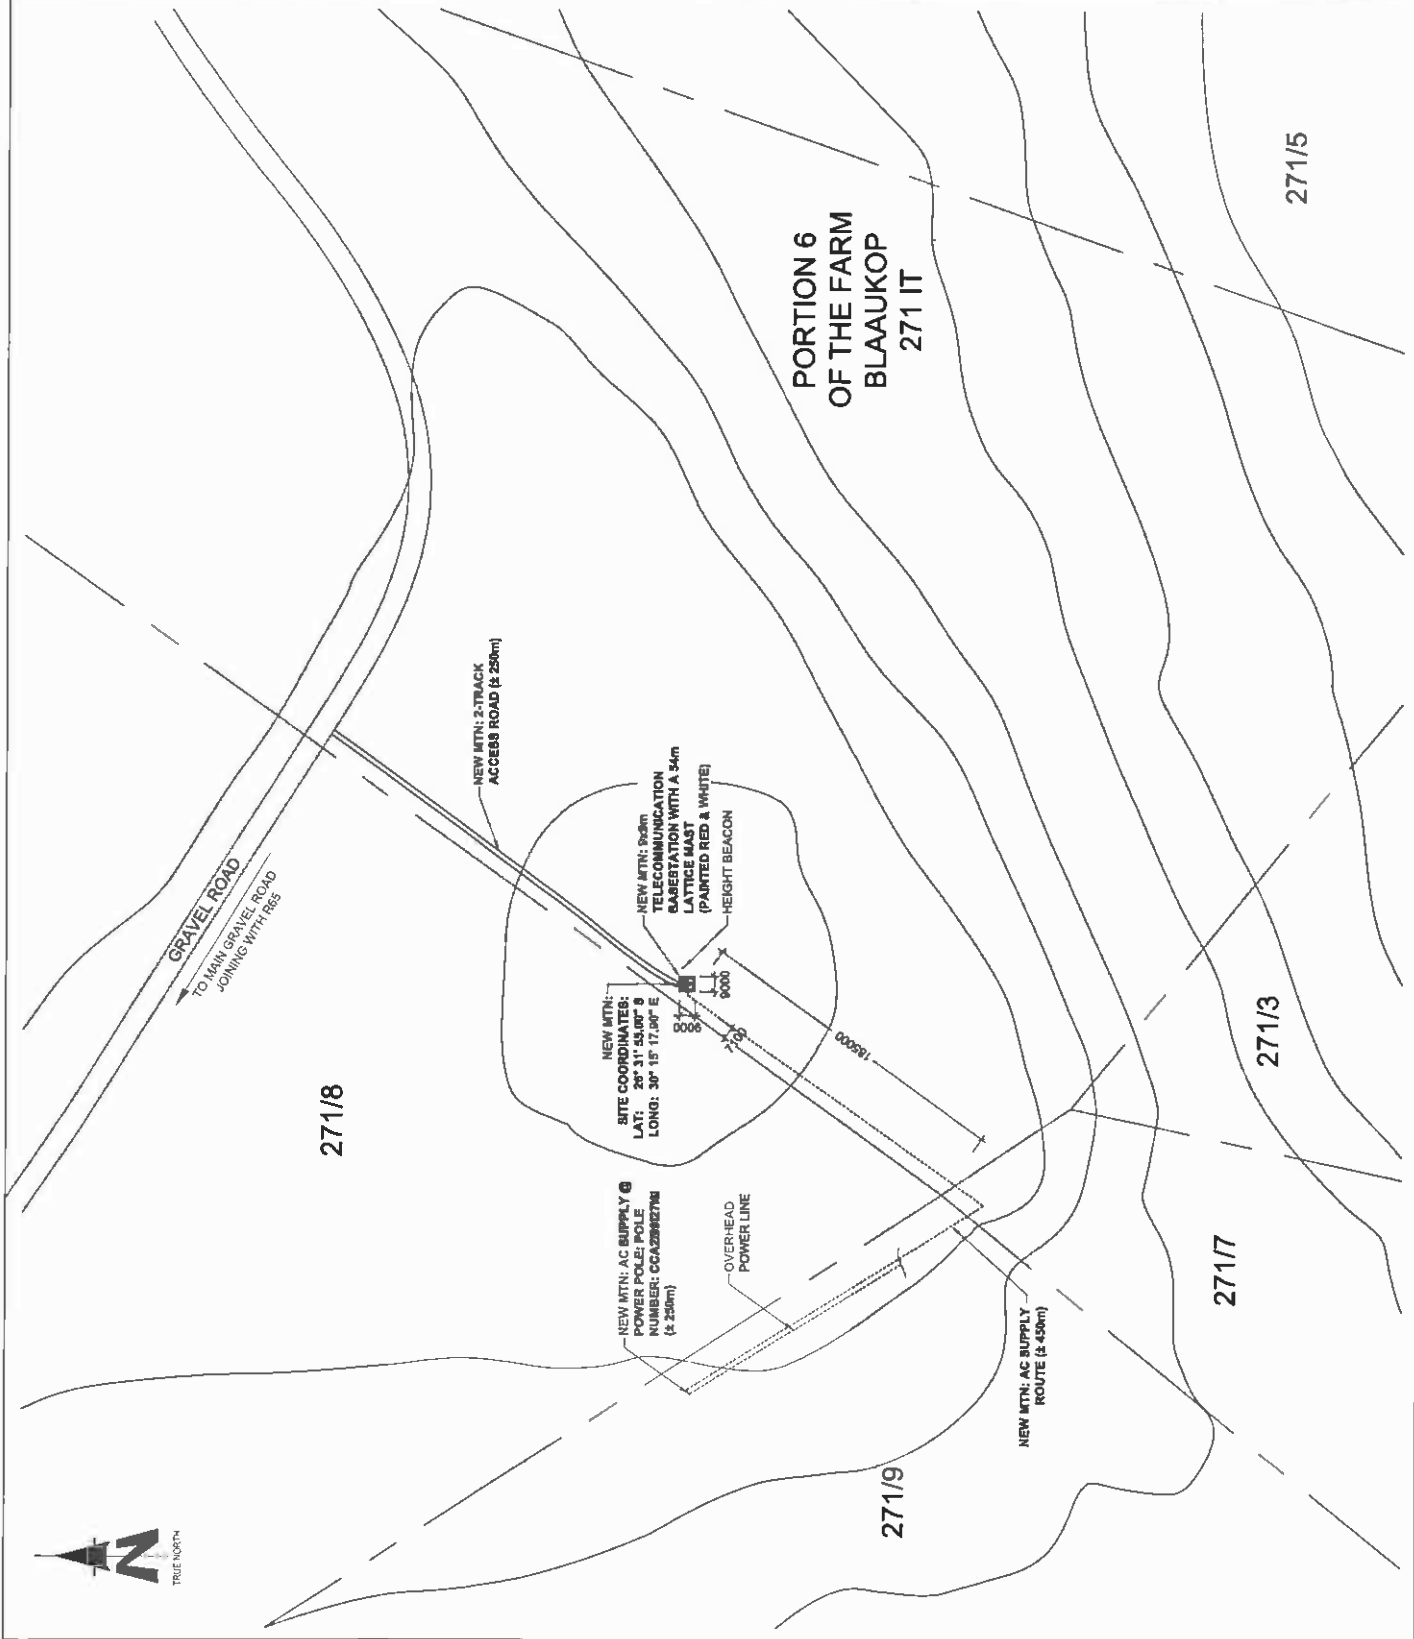 TRUE NORTH
N
GRAVEL ROAD
TO MAIN GRAVEL ROAD
JOINING WITH R65
271/8
NEW MTN: 2-TRACK
ACCESS ROAD (± 250m)
NEW MTN:
SITE COORDINATES:
LAT: 26° 31' 55.00" S
LONG: 30° 15' 17.90" E
NEW MTN: 9x9m
TELECOMMUNICATION
BASESTATION WITH A 54m
LATTICE MAST
(PAINTED RED & WHITE)
HEIGHT BEACON
9000
9000
7100
185000
NEW MTN: AC SUPPLY @
POWER POLE: POLE
NUMBER:
(± 250m)
OVERHEAD
POWER LINE
NEW MTN: AC SUPPLY
ROUTE (± 450m)
PORTION 6
OF THE FARM
BLAAUKOP
271 IT
271/5
271/3
271/7
271/9